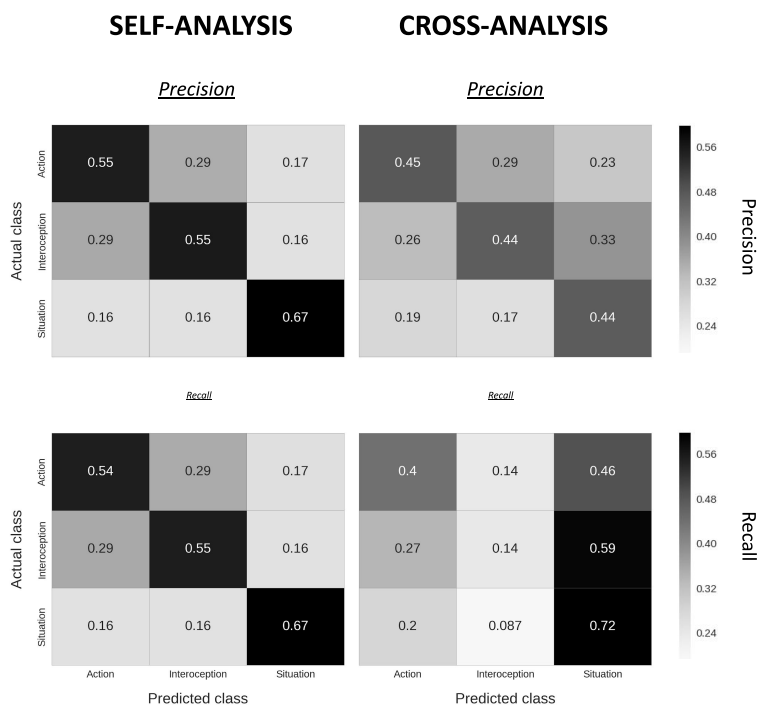 SELF-ANALYSIS CROSS-ANALYSIS
Precision Precision
Actual class
Action 0.55 0.29 0.17 0.45 0.29 0.23
Interoception 0.29 0.55 0.16 0.26 0.44 0.33
Situation 0.16 0.16 0.67 0.19 0.17 0.44
0.56
0.48
0.40
0.32
0.24
Precision
Recall Recall
Actual class
Action 0.54 0.29 0.17 0.4 0.14 0.46
Interoception 0.29 0.55 0.16 0.27 0.14 0.59
Situation 0.16 0.16 0.67 0.2 0.087 0.72
0.56
0.48
0.40
0.32
0.24
Recall
Action Interoception Situation Action Interoception Situation
Predicted class Predicted class